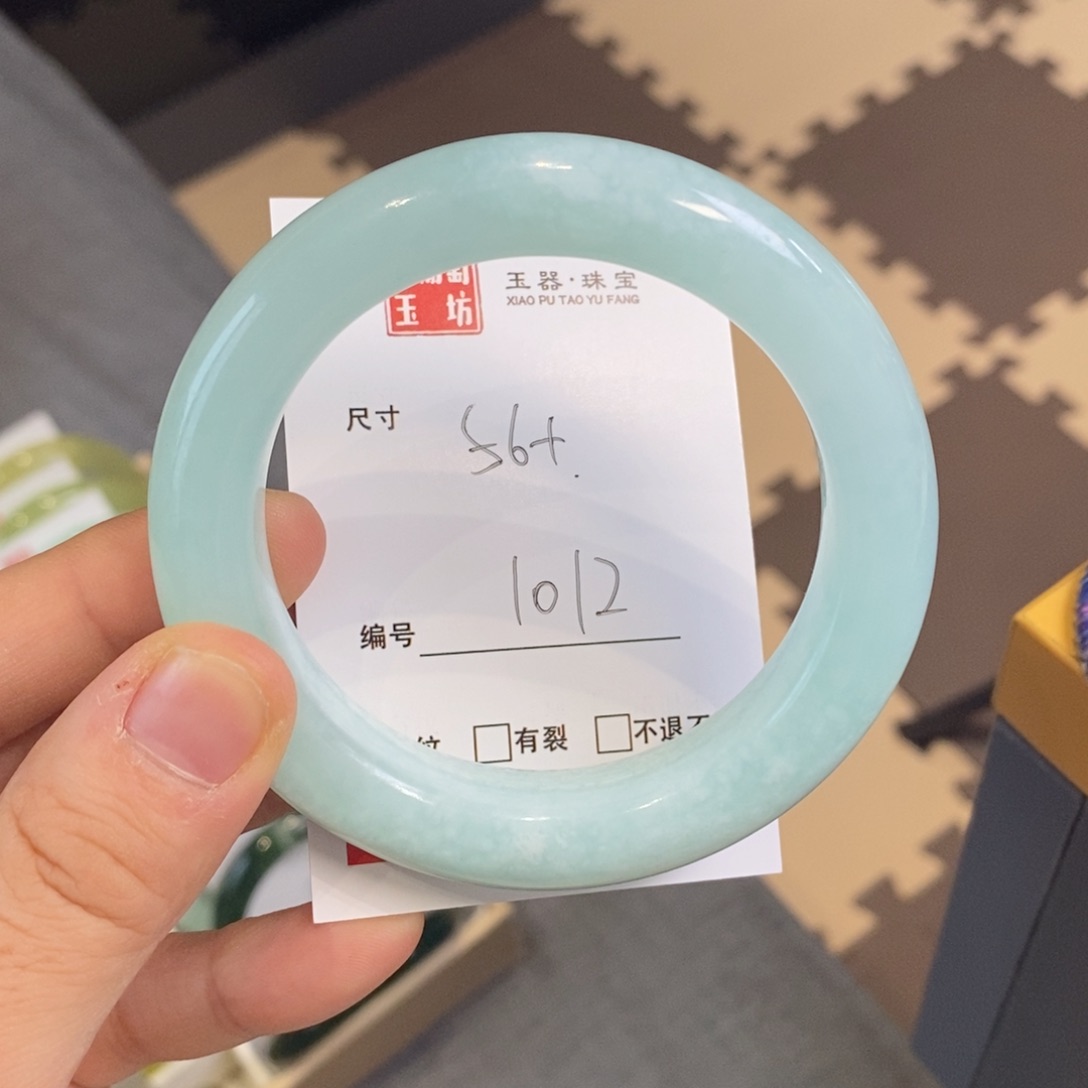 玉器·珠宝
XIAO PU TAO YU FANG
玉坊
尺寸 56+.
编号 1012
纹 □有裂 □不退